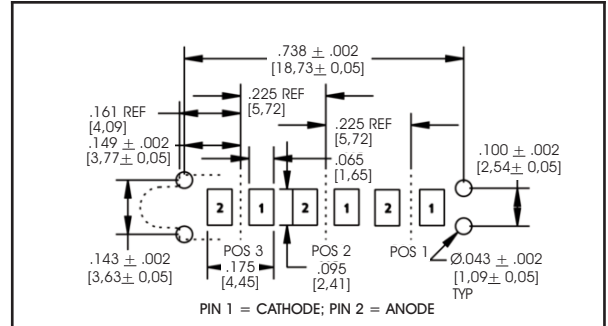 .738 ± .002
[18,73± 0,05]
.225 REF
[5,72]
.161 REF
[4,09]
.149 ± .002
[3,77± 0,05]
.225 REF
[5,72]
.065
[1,65]
.100 ± .002
[2,54± 0,05]
2 1 2 1 2 1
POS 3 POS 2 POS 1
.143 ± .002
[3,63± 0,05]
.175
[4,45]
.095
[2,41]
Ø.043 ± .002
[1,09± 0,05]
TYP
PIN 1 = CATHODE; PIN 2 = ANODE